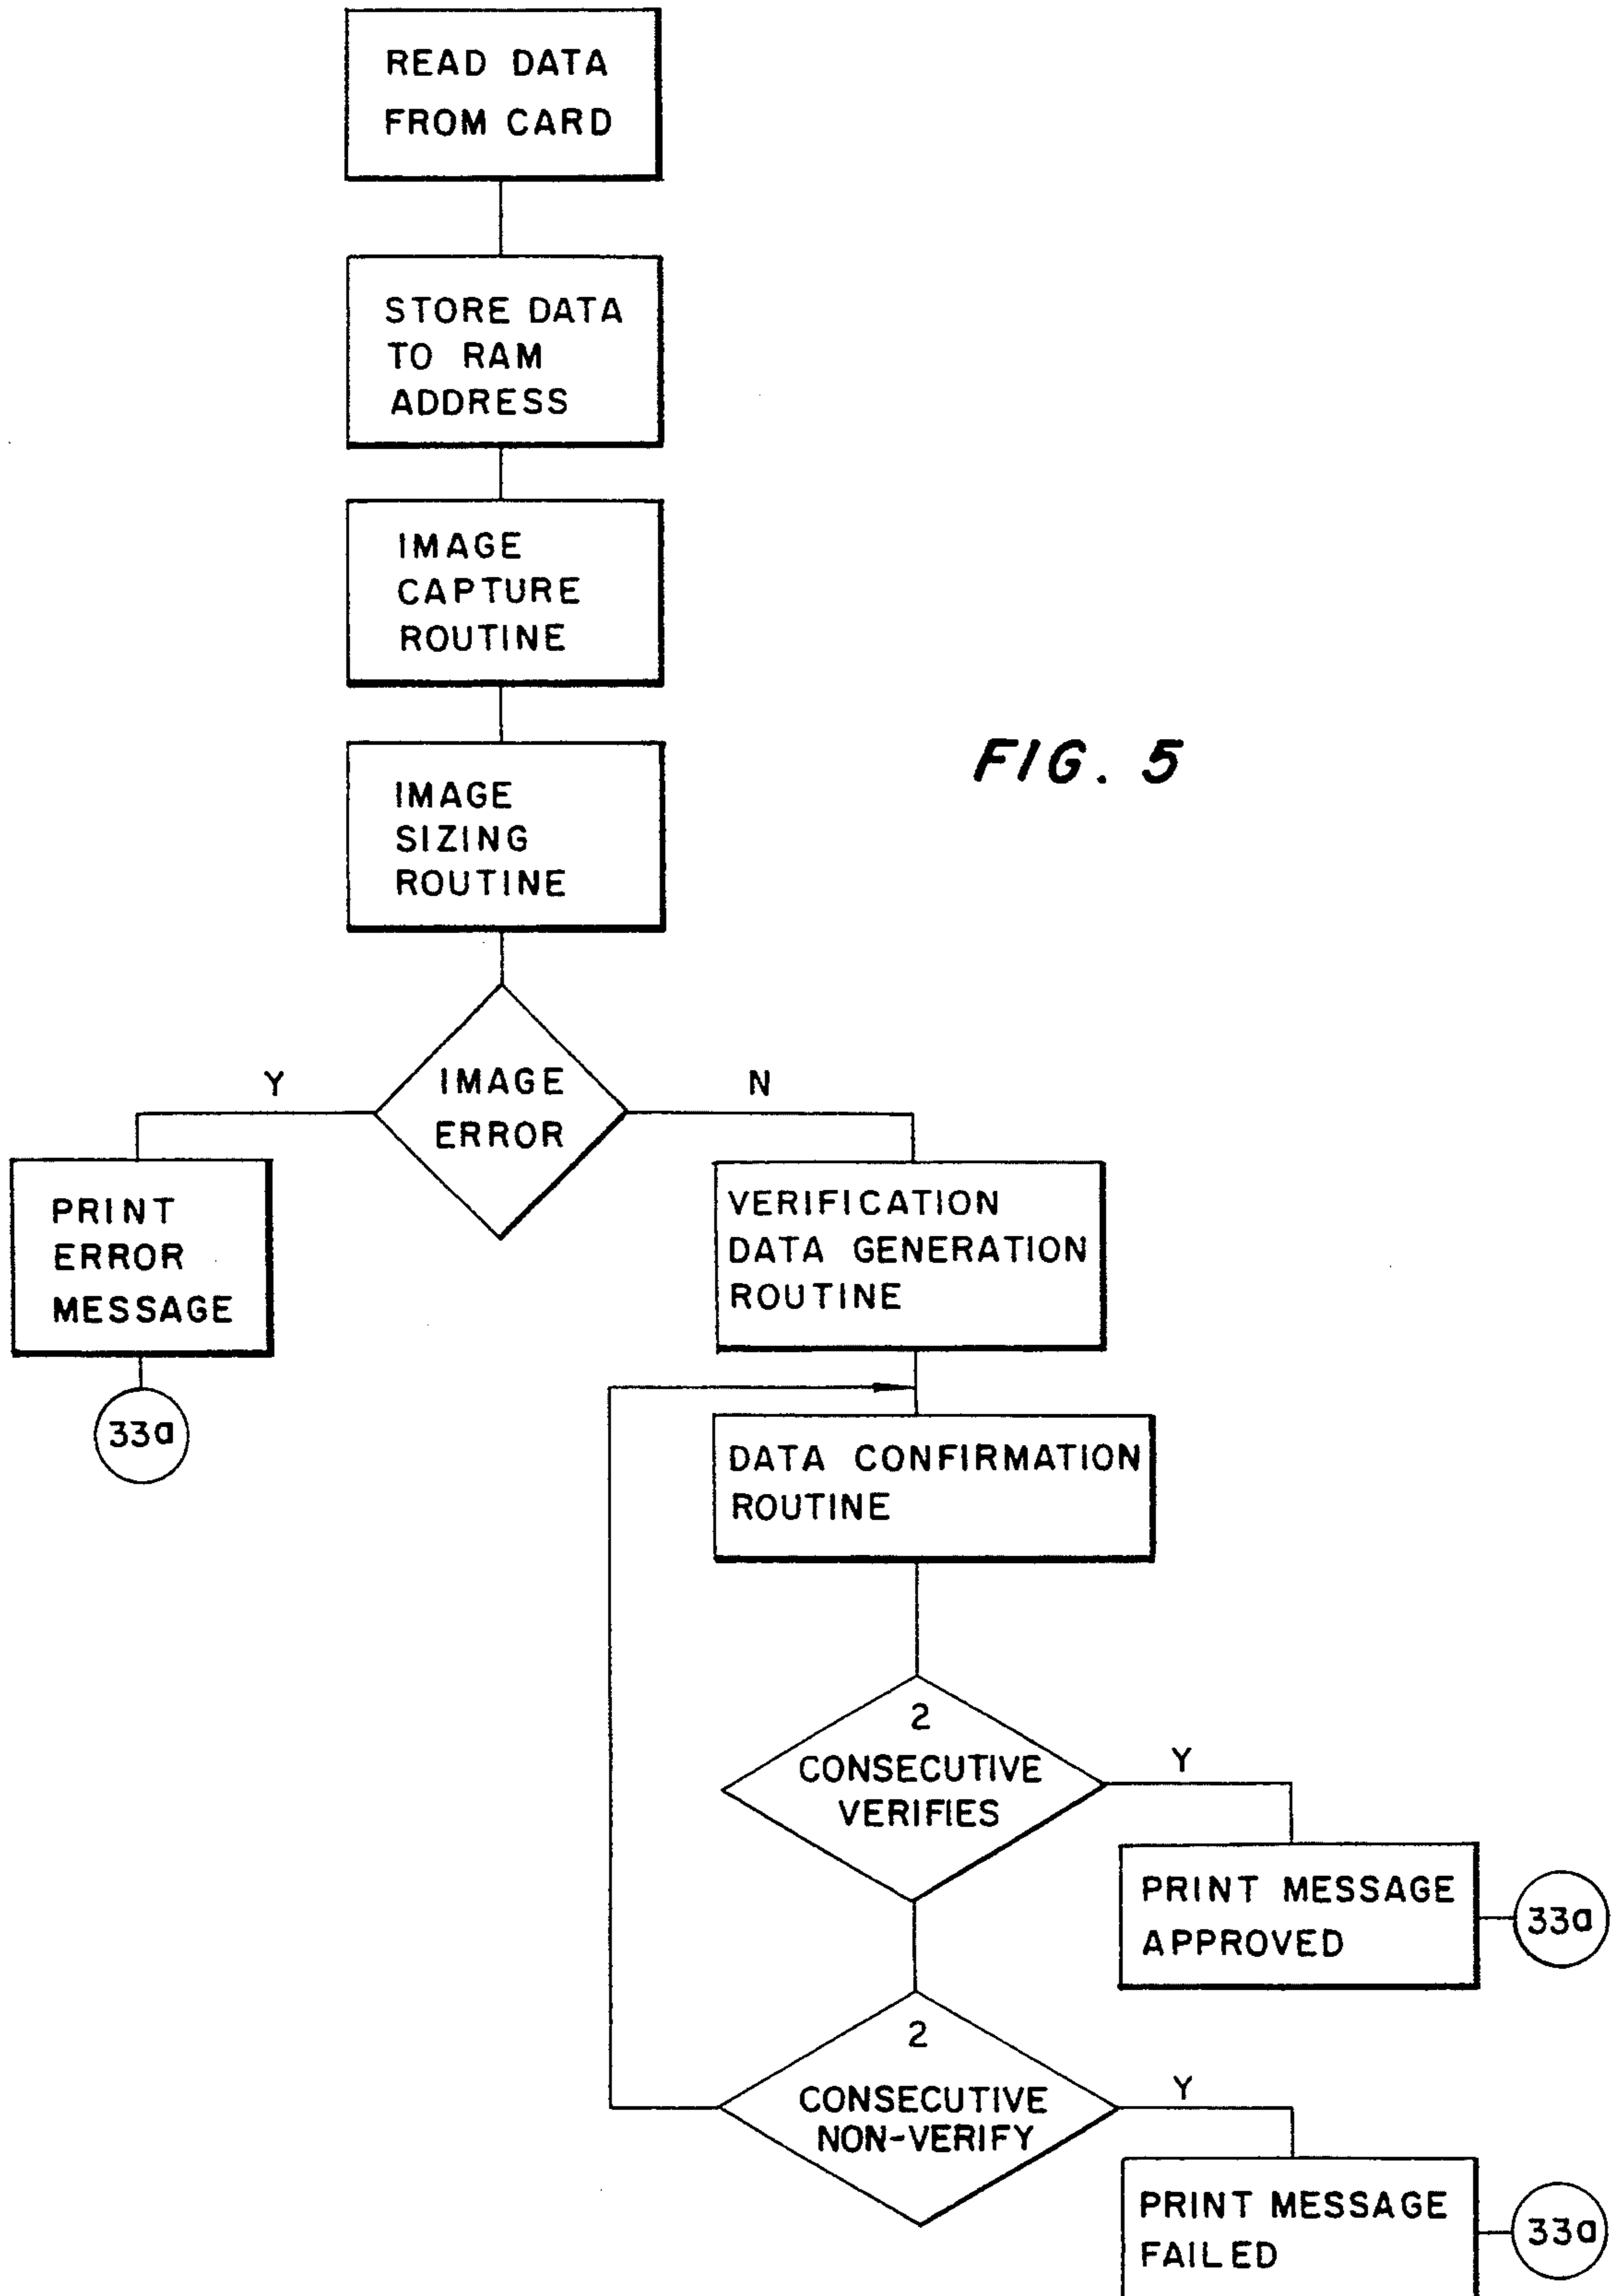 READ DATA
FROM CARD
STORE DATA
TO RAM
ADDRESS
IMAGE
CAPTURE
ROUTINE
IMAGE
SIZING
ROUTINE
FIG. 5
IMAGE
ERROR
Y
N
PRINT
ERROR
MESSAGE
33a
VERIFICATION
DATA GENERATION
ROUTINE
DATA CONFIRMATION
ROUTINE
2
CONSECUTIVE
VERIFIES
Y
PRINT MESSAGE
APPROVED
33a
2
CONSECUTIVE
NON-VERIFY
Y
PRINT MESSAGE
FAILED
33a